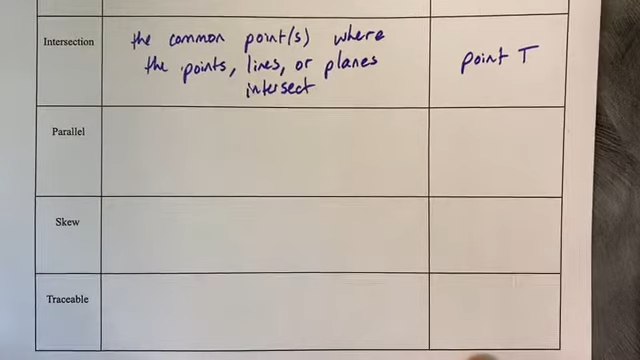 Intersection
the common point(s) where
the points, lines, or planes
intersect
point T
Parallel
Skew
Traceable